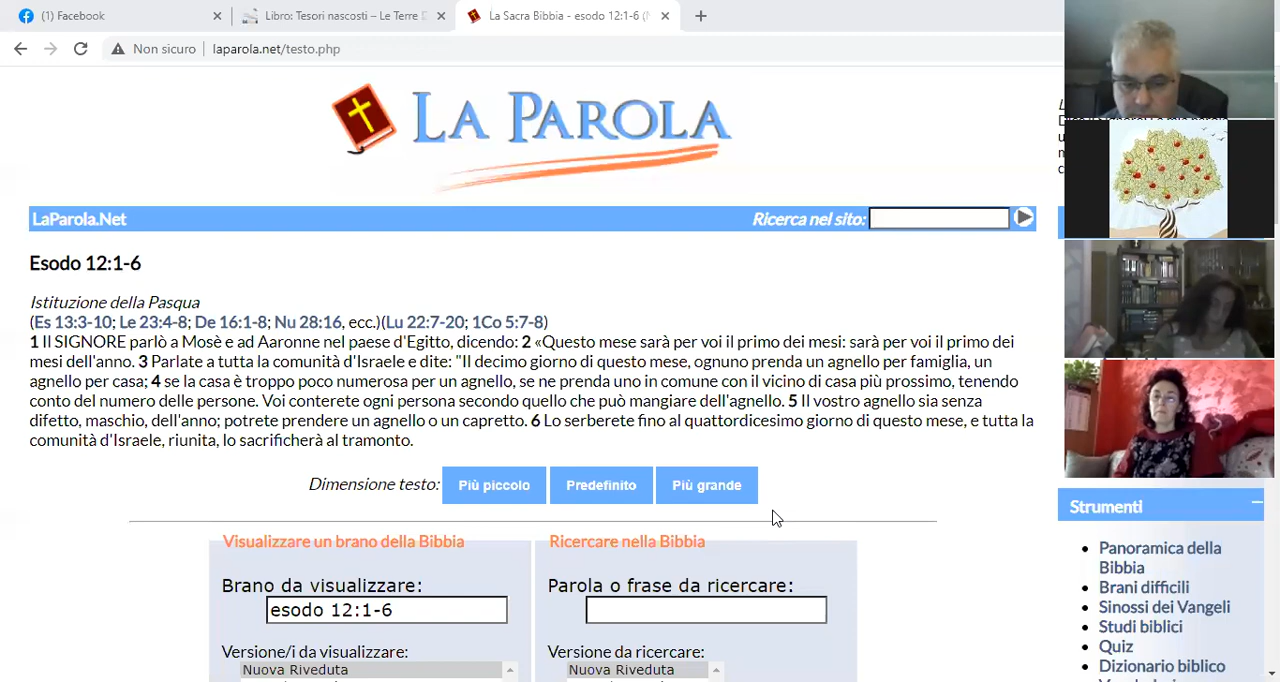 (1) Facebook
Libro: Tesori nascosti – Le Terre
La Sacra Bibbia - esodo 12:1-6
Non sicuro
laparola.net/testo.php
LA PAROLA
LaParola.Net
Ricerca nel sito:
Esodo 12:1-6
Istituzione della Pasqua
(Es 13:3-10; Le 23:4-8; De 16:1-8; Nu 28:16, ecc.)(Lu 22:7-20; 1Co 5:7-8)
1 Il SIGNORE parlò a Mosè e ad Aaronne nel paese d'Egitto, dicendo: 2 «Questo mese sarà per voi il primo dei mesi: sarà per voi il primo dei
mesi dell'anno. 3 Parlate a tutta la comunità d'Israele e dite: "Il decimo giorno di questo mese, ognuno prenda un agnello per famiglia, un
agnello per casa; 4 se la casa è troppo poco numerosa per un agnello, se ne prenda uno in comune con il vicino di casa più prossimo, tenendo
conto del numero delle persone. Voi conterete ogni persona secondo quello che può mangiare dell'agnello. 5 Il vostro agnello sia senza
difetto, maschio, dell'anno; potrete prendere un agnello o un capretto. 6 Lo serberete fino al quattordicesimo giorno di questo mese, e tutta la
comunità d'Israele, riunita, lo sacrificherà al tramonto.
Dimensione testo:
Più piccolo
Predefinito
Più grande
Visualizzare un brano della Bibbia
Brano da visualizzare:
esodo 12:1-6
Versione/i da visualizzare:
Nuova Riveduta
Ricercare nella Bibbia
Parola o frase da ricercare:
Versione da ricercare:
Nuova Riveduta
Strumenti
Panoramica della
Bibbia
Brani difficili
Sinossi dei Vangeli
Studi biblici
Quiz
Dizionario biblico